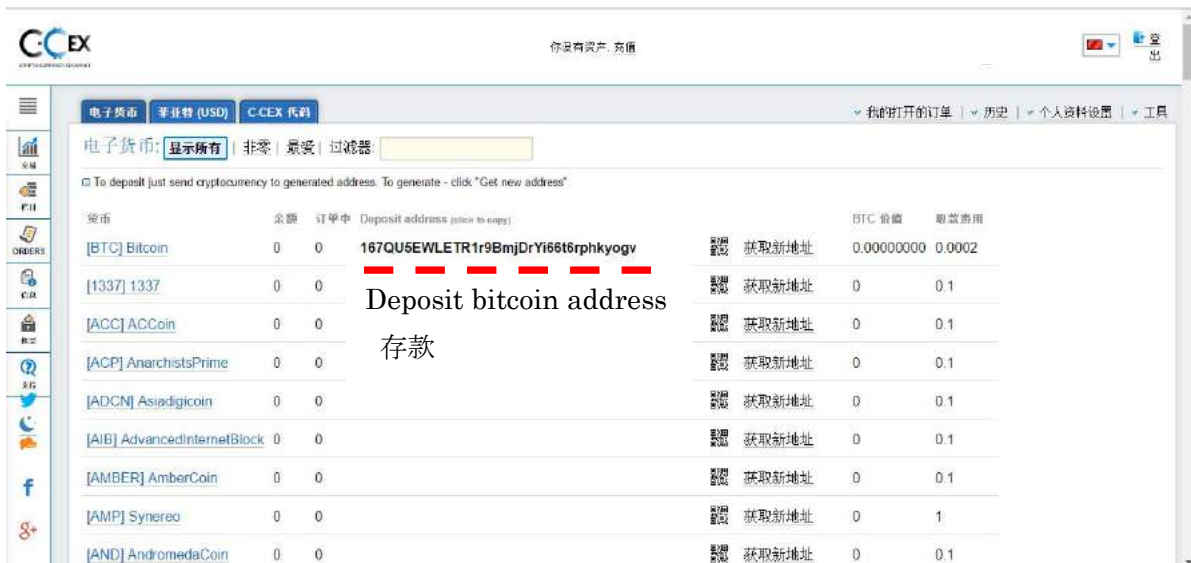 C-CEX
你没有资产. 充值
登出
电子货币 菲亚特 (USD) C-CEX 代码
我的打开的订单 | 历史 | 个人资料设置 | 工具
电子货币: 显示所有 | 非零 | 最爱 | 过滤器:
交易
To deposit just send cryptocurrency to generated address. To generate - click "Get new address"
货币 余额 订单中 Deposit address (click to copy) BTC 价值 取款费用
ORDERS
[BTC] Bitcoin 0 0 167QU5EWLETR1r9BmjDrYi66t6rphkyogv 获取新地址 0.00000000 0.0002
[1337] 1337 0 0 获取新地址 0 0.1
Deposit bitcoin address
[ACC] ACCoin 0 0 获取新地址 0 0.1
存款
[ACP] AnarchistsPrime 0 0 获取新地址 0 0.1
支持
[ADCN] Asiadigicoin 0 0 获取新地址 0 0.1
[AIB] AdvancedInternetBlock 0 0 获取新地址 0 0.1
[AMBER] AmberCoin 0 0 获取新地址 0 0.1
[AMP] Synereo 0 0 获取新地址 0 1
[AND] AndromedaCoin 0 0 获取新地址 0 0.1